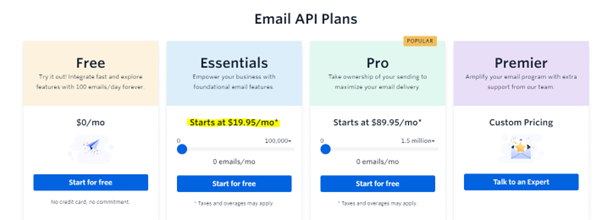 Email API Plans
POPULAR
Free
Try it out! Integrate fast and explore
features with 100 emails/day forever
$0/mo
Start for free
No credit card, no commitment.
Essentials
Empower your business with
foundational email features
Starts at $19.95/mo*
0 100,000+
0 emails/mo
Start for free
* Taxes and overages may apply.
Pro
Take ownership of your sending to
maximize your email delivery
Starts at $89.95/mo*
0 1.5 million+
0 emails/mo
Start for free
* Taxes and overages may apply.
Premier
Amplify your email program with extra
support from our team.
Custom Pricing
Talk to an Expert